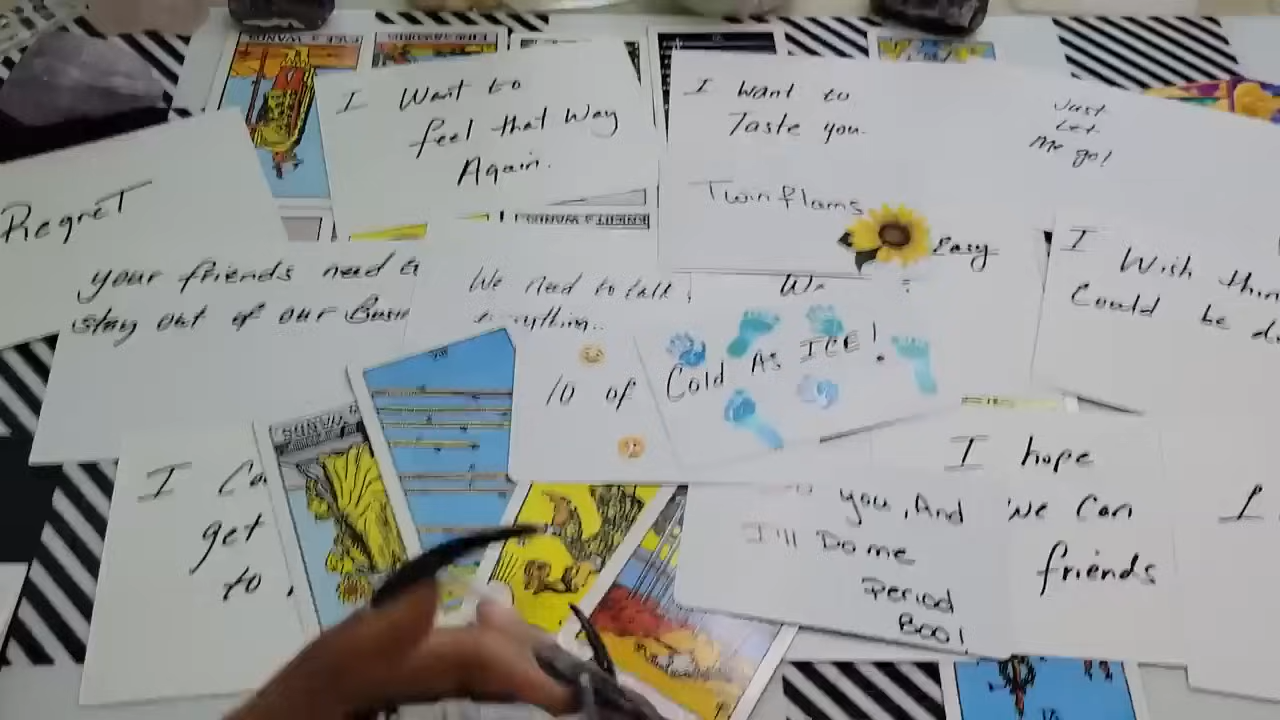 I Want to
feel that Way
Again.
I Want to
Taste you.
Twin flams
Just
Let
Me go!
Regret
Easy
your friends need
stay out of our
We need to talk
I Wish
Could be
10 of
Cold As ICE!
I
get
to
you, And
I'll Do me
Period
Boo!
I hope
We Can
friends
I
WANDS